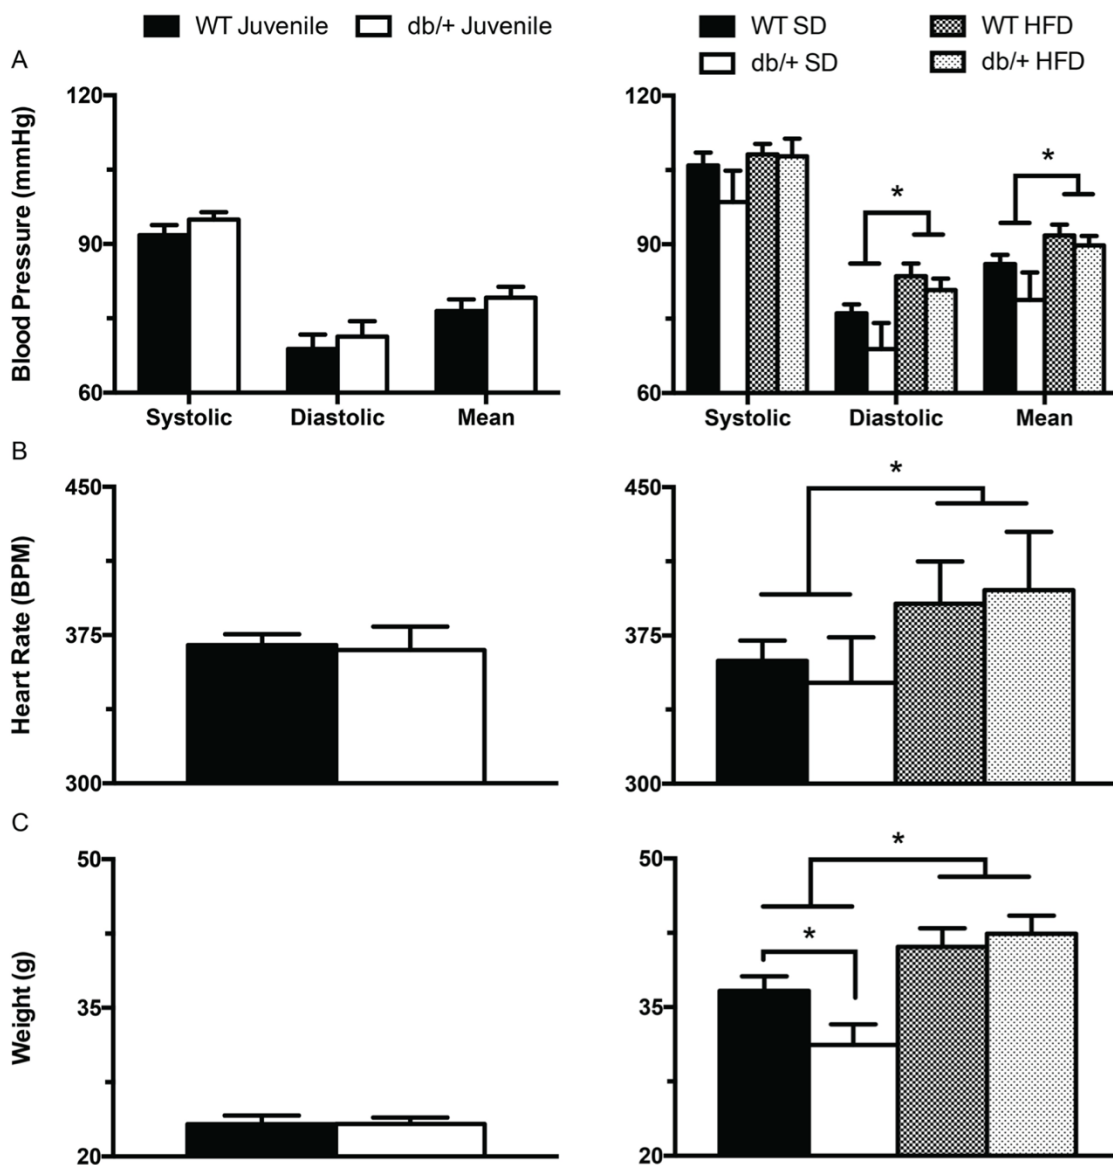 WT Juvenile db/+ Juvenile
WT SD WT HFD
db/+ SD db/+ HFD
A
Blood Pressure (mmHg)
120
90
60
Systolic Diastolic Mean
120
90
60
*
*
Systolic Diastolic Mean
B
Heart Rate (BPM)
450
375
300
450
375
300
*
C
Weight (g)
50
35
20
50
35
20
*
*